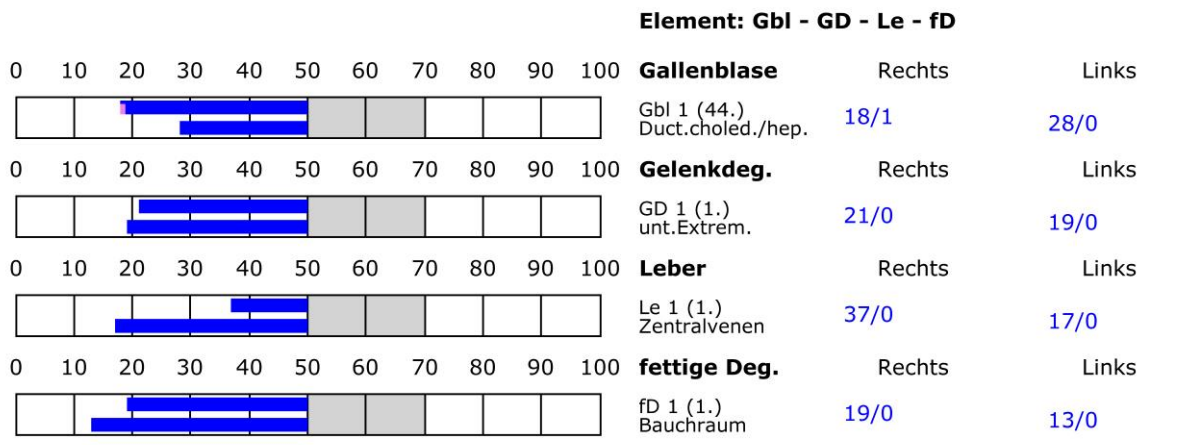 Element: Gbl - GD - Le - fD
0 10 20 30 40 50 60 70 80 90 100 Gallenblase Rechts Links
Gbl 1 (44.)
Duct.choled./hep.
18/1 28/0
0 10 20 30 40 50 60 70 80 90 100 Gelenkdeg. Rechts Links
GD 1 (1.)
unt.Extrem.
21/0 19/0
0 10 20 30 40 50 60 70 80 90 100 Leber Rechts Links
Le 1 (1.)
Zentralvenen
37/0 17/0
0 10 20 30 40 50 60 70 80 90 100 fettige Deg. Rechts Links
fD 1 (1.)
Bauchraum
19/0 13/0